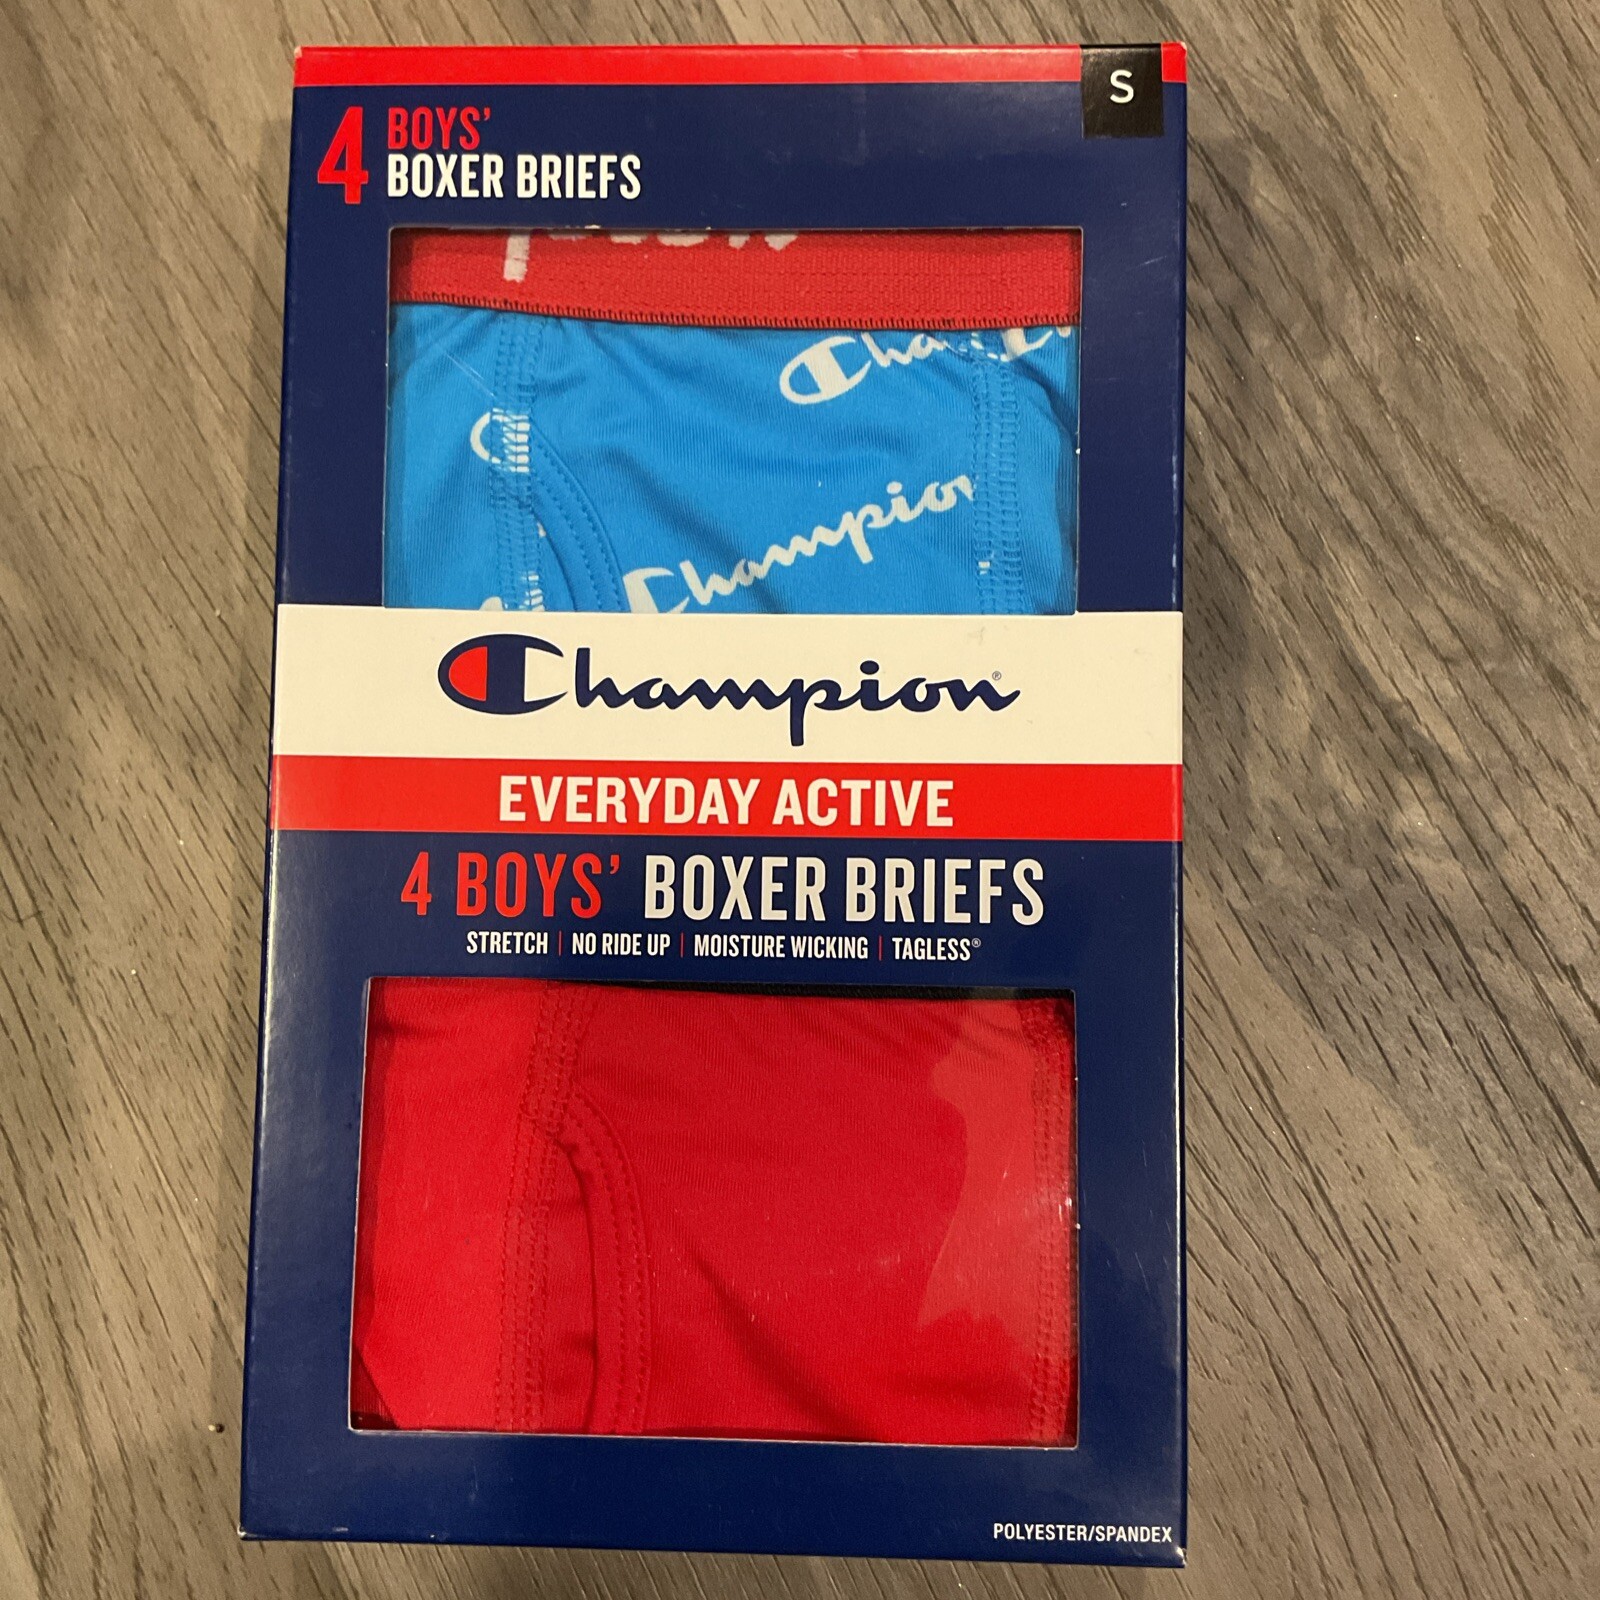 S
4 BOYS'
BOXER BRIEFS
Cha
Champion
Champion®
EVERYDAY ACTIVE
4 BOYS' BOXER BRIEFS
STRETCH | NO RIDE UP | MOISTURE WICKING | TAGLESS®
POLYESTER/SPANDEX